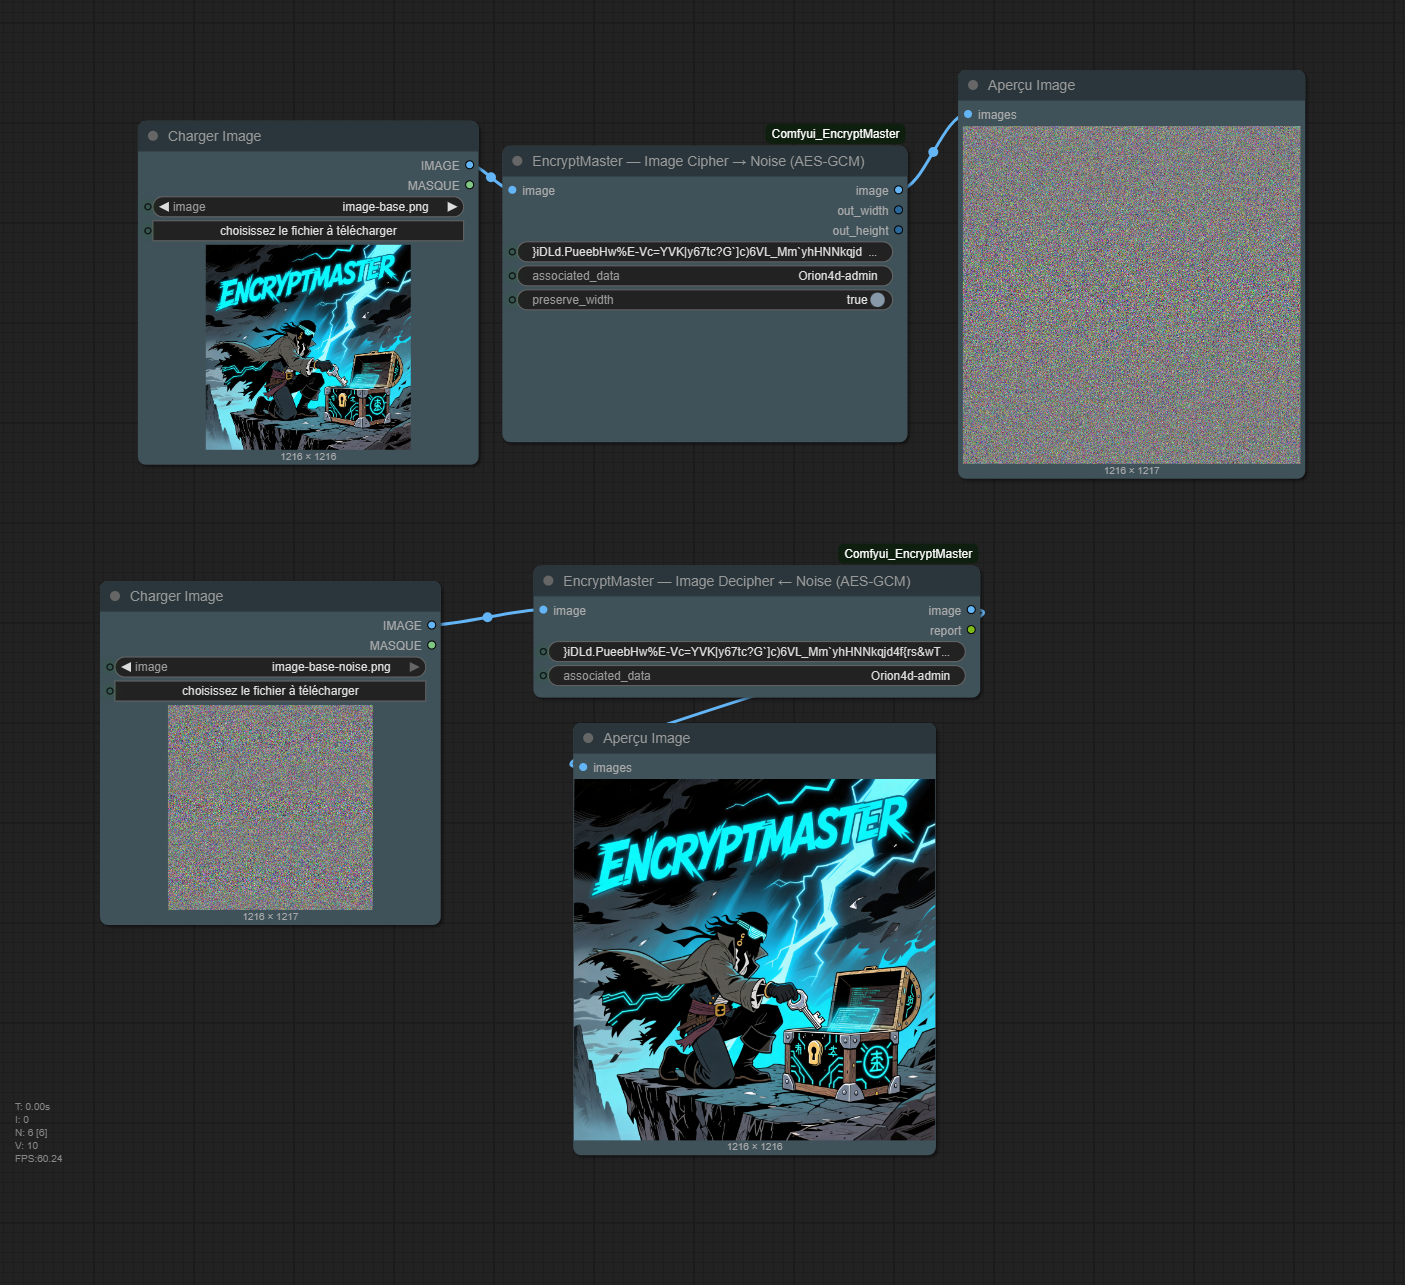 Charger Image
IMAGE
MASQUE
image image-base.png
choisissez le fichier à télécharger
ENCRYPTMASTER
1216 × 1216
Comfyui_EncryptMaster
EncryptMaster — Image Cipher → Noise (AES-GCM)
image image
out_width
out_height
}iDLd.PueebHw%E-Vc=YVK|y67tc?G`]c)6VL_Mm`yhHNNkqjd ...
associated_data Orion4d-admin
preserve_width true
Aperçu Image
images
1216 × 1217
Charger Image
IMAGE
MASQUE
image image-base-noise.png
choisissez le fichier à télécharger
1216 × 1217
Comfyui_EncryptMaster
EncryptMaster — Image Decipher ← Noise (AES-GCM)
image image
report
}iDLd.PueebHw%E-Vc=YVK|y67tc?G`]c)6VL_Mm`yhHNNkqjd4f{rs&wT...
associated_data Orion4d-admin
Aperçu Image
images
ENCRYPTMASTER
1216 × 1216
T: 0.00s
I: 0
N: 6 [6]
V: 10
FPS:60.24